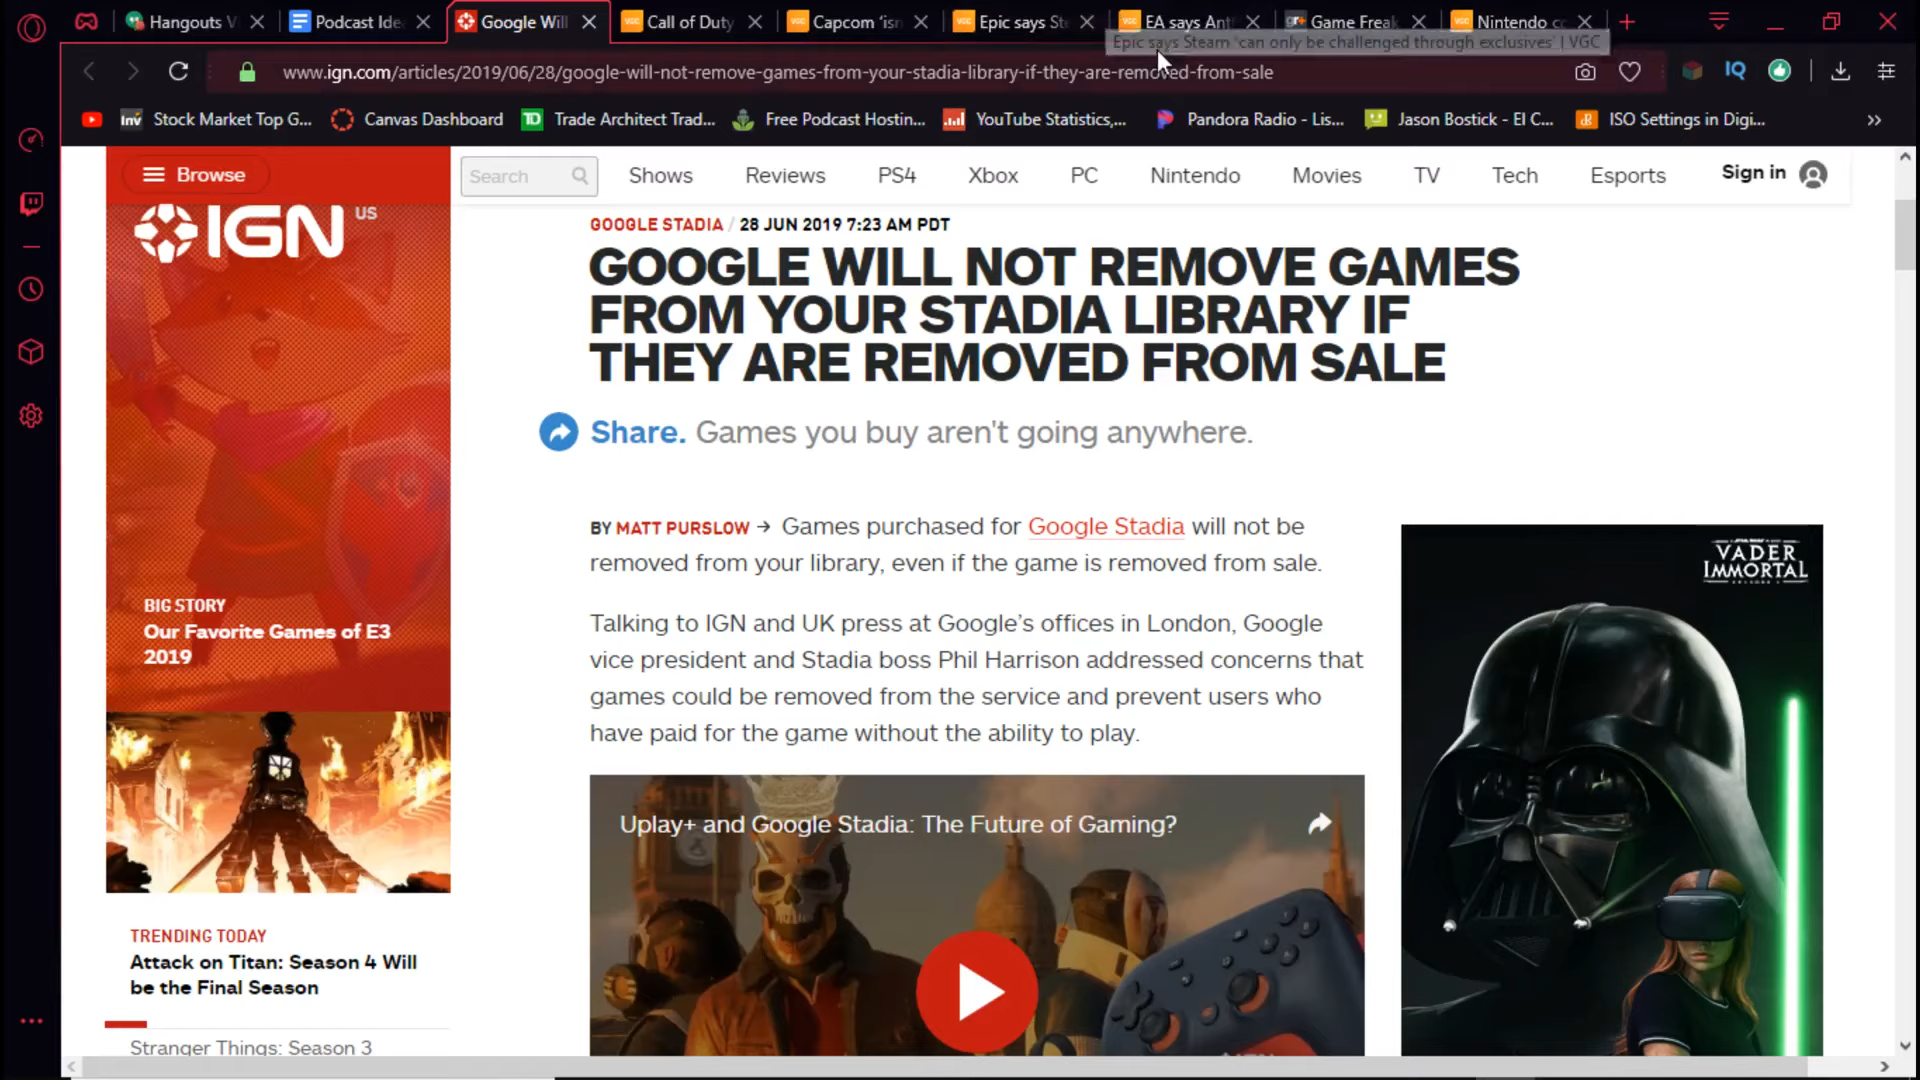 Hangouts V
Podcast Ide
Google Will
Call of Duty
Capcom 'isn
Epic says St
EA says Ant
Game Freak
Nintendo co
Epic says Steam 'can only be challenged through exclusives' | VGC
www.ign.com/articles/2019/06/28/google-will-not-remove-games-from-your-stadia-library-if-they-are-removed-from-sale
IQ
Inv Stock Market Top G...
Canvas Dashboard
TD Trade Architect Trad...
Free Podcast Hostin...
YouTube Statistics,...
Pandora Radio - Lis...
Jason Bostick - El C...
ISO Settings in Digi...
Browse
Search
Shows
Reviews
PS4
Xbox
PC
Nintendo
Movies
TV
Tech
Esports
Sign in
IGN US
GOOGLE STADIA / 28 JUN 2019 7:23 AM PDT
GOOGLE WILL NOT REMOVE GAMES
FROM YOUR STADIA LIBRARY IF
THEY ARE REMOVED FROM SALE
Share. Games you buy aren't going anywhere.
BY MATT PURSLOW → Games purchased for Google Stadia will not be
removed from your library, even if the game is removed from sale.
Talking to IGN and UK press at Google's offices in London, Google
vice president and Stadia boss Phil Harrison addressed concerns that
games could be removed from the service and prevent users who
have paid for the game without the ability to play.
Uplay+ and Google Stadia: The Future of Gaming?
BIG STORY
Our Favorite Games of E3
2019
TRENDING TODAY
Attack on Titan: Season 4 Will
be the Final Season
Stranger Things: Season 3
STAR WARS
VADER
IMMORTAL